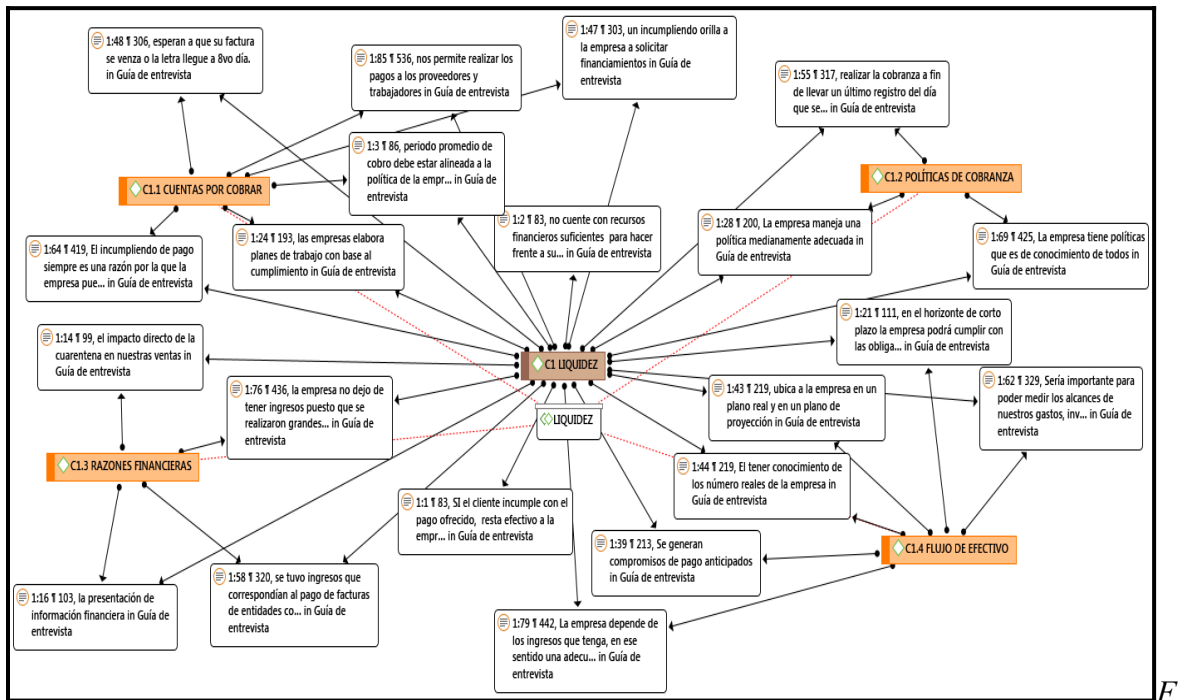 1:48 ¶ 306, esperan a que su factura
se venza o la letra llegue a 8vo día.
in Guía de entrevista
1:85 ¶ 536, nos permite realizar los
pagos a los proveedores y
trabajadores in Guía de entrevista
1:47 ¶ 303, un incumpliendo orilla a
la empresa a solicitar
financiamientos in Guía de
entrevista
1:55 ¶ 317, realizar la cobranza a fin
de llevar un último registro del día
que se... in Guía de entrevista
1:3 ¶ 86, periodo promedio de
cobro debe estar alineada a la
política de la empr... in Guía de
entrevista
C1.1 CUENTAS POR COBRAR
C1.2 POLÍTICAS DE COBRANZA
1:2 ¶ 83, no cuente con recursos
financieros suficientes para hacer
frente a su... in Guía de entrevista
1:28 ¶ 200, La empresa maneja una
política medianamente adecuada in
Guía de entrevista
1:64 ¶ 419, El incumpliendo de pago
siempre es una razón por la que la
empresa pue... in Guía de entrevista
1:24 ¶ 193, las empresas elabora
planes de trabajo con base al
cumplimiento in Guía de entrevista
1:69 ¶ 425, La empresa tiene políticas
que es de conocimiento de todos in
Guía de entrevista
1:21 ¶ 111, en el horizonte de corto
plazo la empresa podrá cumplir con
las obliga... in Guía de entrevista
1:14 ¶ 99, el impacto directo de la
cuarentena en nuestras ventas in
Guía de entrevista
C1 LIQUIDEZ
1:76 ¶ 436, la empresa no dejo de
tener ingresos puesto que se
realizaron grandes... in Guía de
entrevista
1:43 ¶ 219, ubica a la empresa en un
plano real y en un plano de
proyección in Guía de entrevista
1:62 ¶ 329, Sería importante para
poder medir los alcances de
nuestros gastos, inv... in Guía de
entrevista
LIQUIDEZ
C1.3 RAZONES FINANCIERAS
1:44 ¶ 219, El tener conocimiento de
los número reales de la empresa in
Guía de entrevista
1:1 ¶ 83, SI el cliente incumple con el
pago ofrecido, resta efectivo a la
empr... in Guía de entrevista
1:39 ¶ 213, Se generan
compromisos de pago anticipados
in Guía de entrevista
C1.4 FLUJO DE EFECTIVO
1:16 ¶ 103, la presentación de
información financiera in Guía de
entrevista
1:58 ¶ 320, se tuvo ingresos que
correspondían al pago de facturas
de entidades co... in Guía de
entrevista
1:79 ¶ 442, La empresa depende de
los ingresos que tenga, en ese
sentido una adecu... in Guía de
entrevista
F